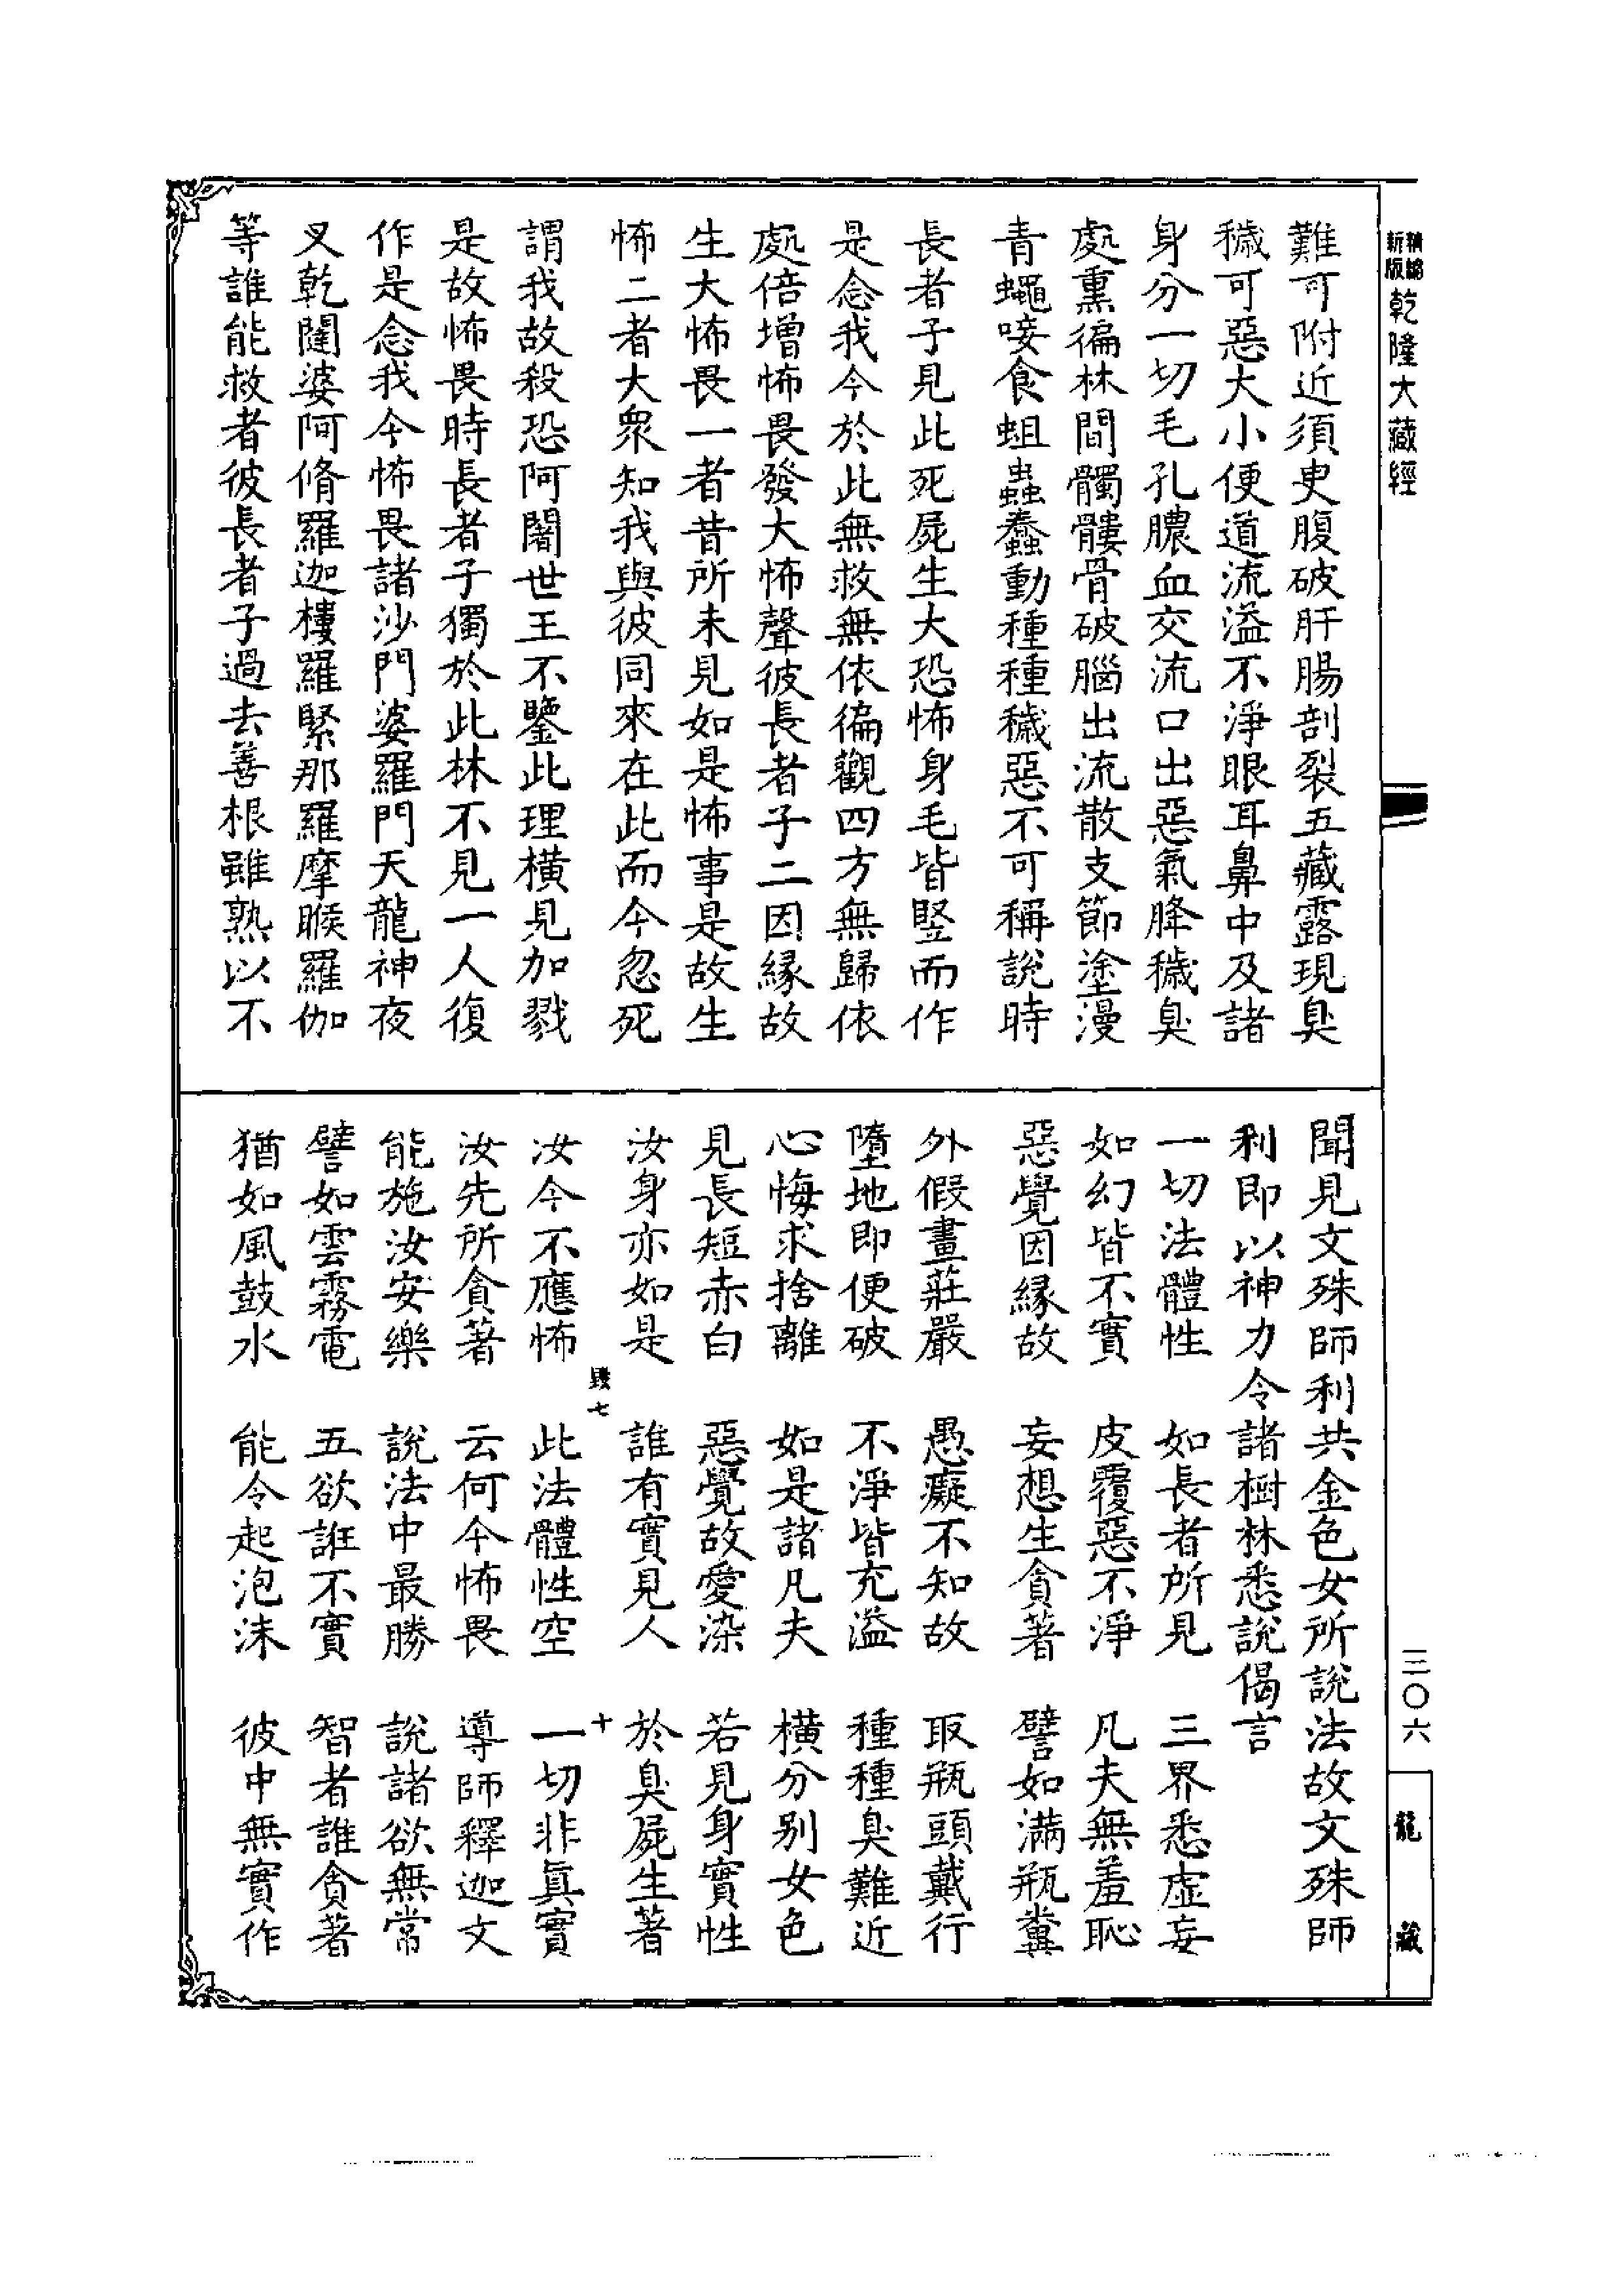 精縮
新版
乾隆大藏經
難可附近須吏腹破肝腸剖裂五藏露現臭
穢可惡大小便道流溢不淨眼耳鼻中及諸
身分一切毛孔膿血交流口出惡氣胮穢臭
處熏徧林間髑髏骨破腦出流散支節塗漫
青蠅唼食蛆蟲蠢動種種穢惡不可稱說時
長者子見此死屍生大恐怖身毛皆竪而作
是念我今於此無救無依徧觀四方無歸依
處倍增怖畏發大怖聲彼長者子二因緣故
生大怖畏一者昔所未見如是怖事是故生
怖二者大衆知我與彼同來在此而今忽死
謂我故殺恐阿闍世王不鑒此理橫見加戮
是故怖畏時長者子獨於此林不見一人復
作是念我今怖畏諸沙門婆羅門天龍神夜
叉乾闥婆阿脩羅迦樓羅緊那羅摩睺羅伽
等誰能救者彼長者子過去善根雖熟以不
聞見文殊師利共金色女所說法故文殊師
利即以神力令諸樹林悉說偈言
一切法體性　如長者所見　三界悉虛妄
如幻皆不實　皮覆惡不淨　凡夫無羞恥
惡覺因緣故　妄想生貪著　譬如滿瓶糞
外假畫莊嚴　愚癡不知故　取瓶頭戴行
墮地即便破　不淨皆充溢　種種臭難近
心悔求捨離　如是諸凡夫　橫分別女色
見長短赤白　惡覺故愛染　若見身實性
汝身亦如是　誰有實見人　於臭屍生著
毀七　十
汝今不應怖　此法體性空　一切非真實
汝先所貪著　云何今怖畏　導師釋迦文
能施汝安樂　說法中最勝　說諸欲無常
譬如雲霧電　五欲誑不實　智者誰貪著
猶如風鼓水　能令起泡沫　彼中無實作
三〇六
龍藏